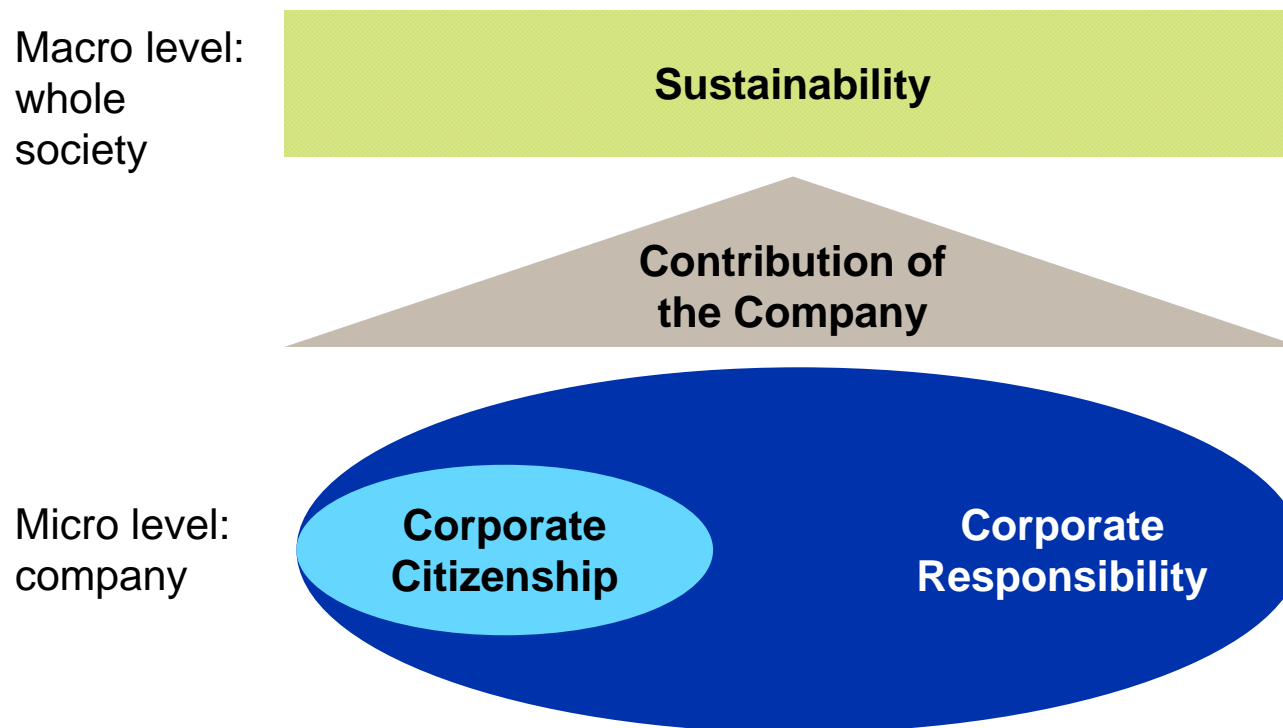 Macro level:
whole
society
Sustainability
Contribution of
the Company
Micro level:
company
Corporate
Citizenship
Corporate
Responsibility